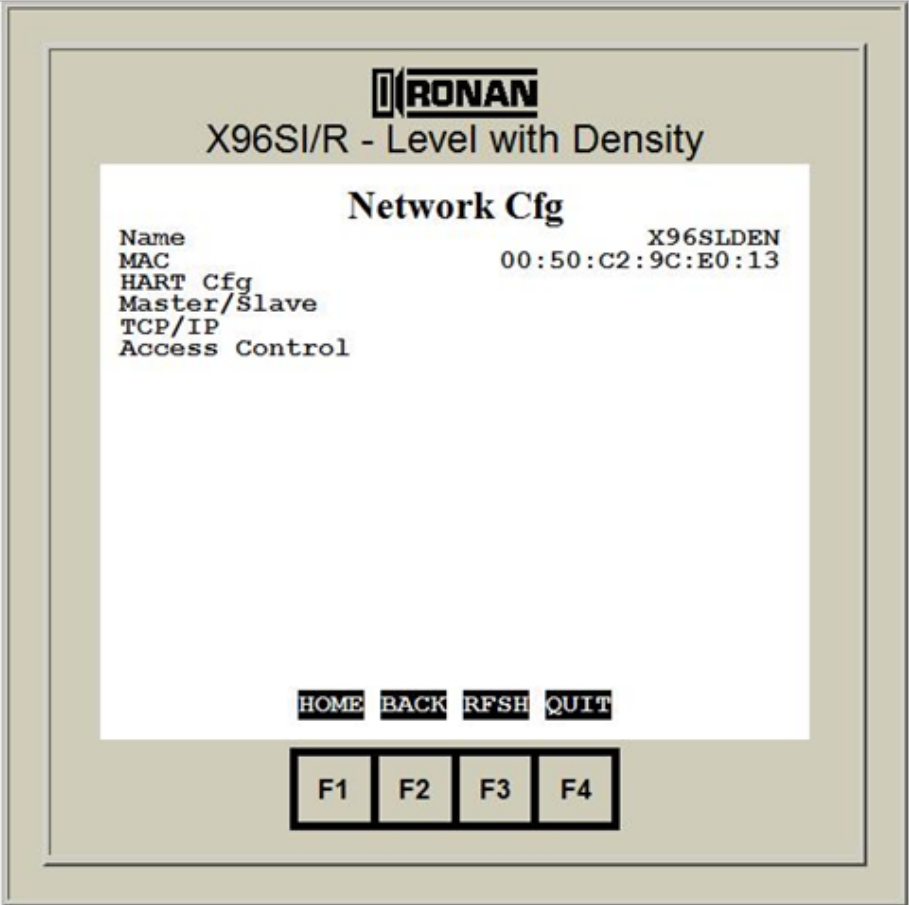 RONAN
X96SI/R - Level with Density
Network Cfg
Name X96SLDEN
MAC 00:50:C2:9C:E0:13
HART Cfg
Master/Slave
TCP/IP
Access Control
HOME BACK RFSH QUIT
F1 F2 F3 F4